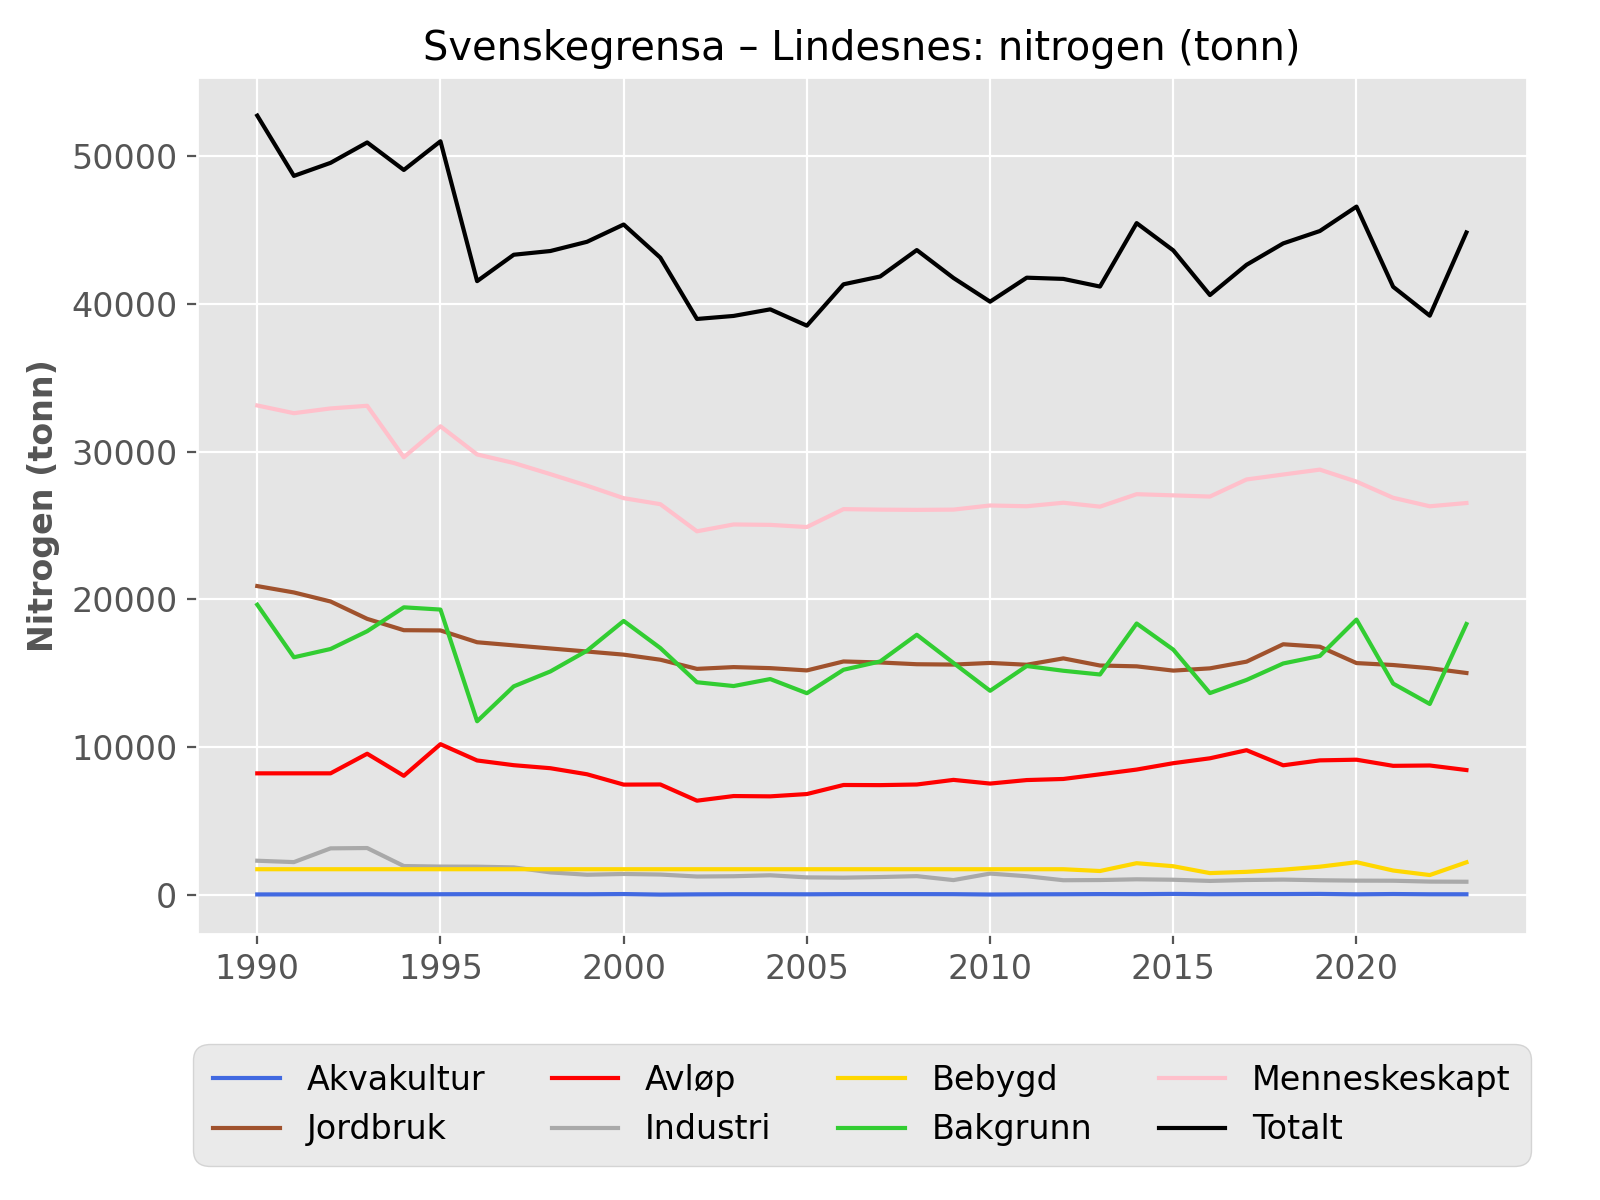 Svenskegrensa – Lindesnes: nitrogen (tonn)
Nitrogen (tonn)
50000
40000
30000
20000
10000
0
1990 1995 2000 2005 2010 2015 2020
Akvakultur Avløp Bebygd Menneskeskapt
Jordbruk Industri Bakgrunn Totalt